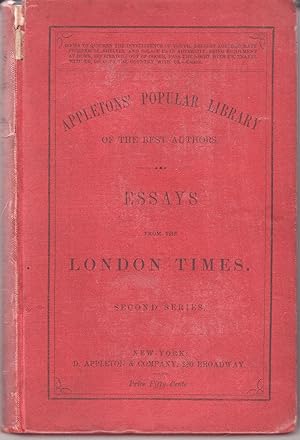 APPLETONS' POPULAR LIBRARY
OF THE BEST AUTHORS.
ESSAYS
FROM THE
LONDON TIMES.
SECOND SERIES.
NEW-YORK:
D. APPLETON & COMPANY, BROADWAY.
Price Fifty Cents